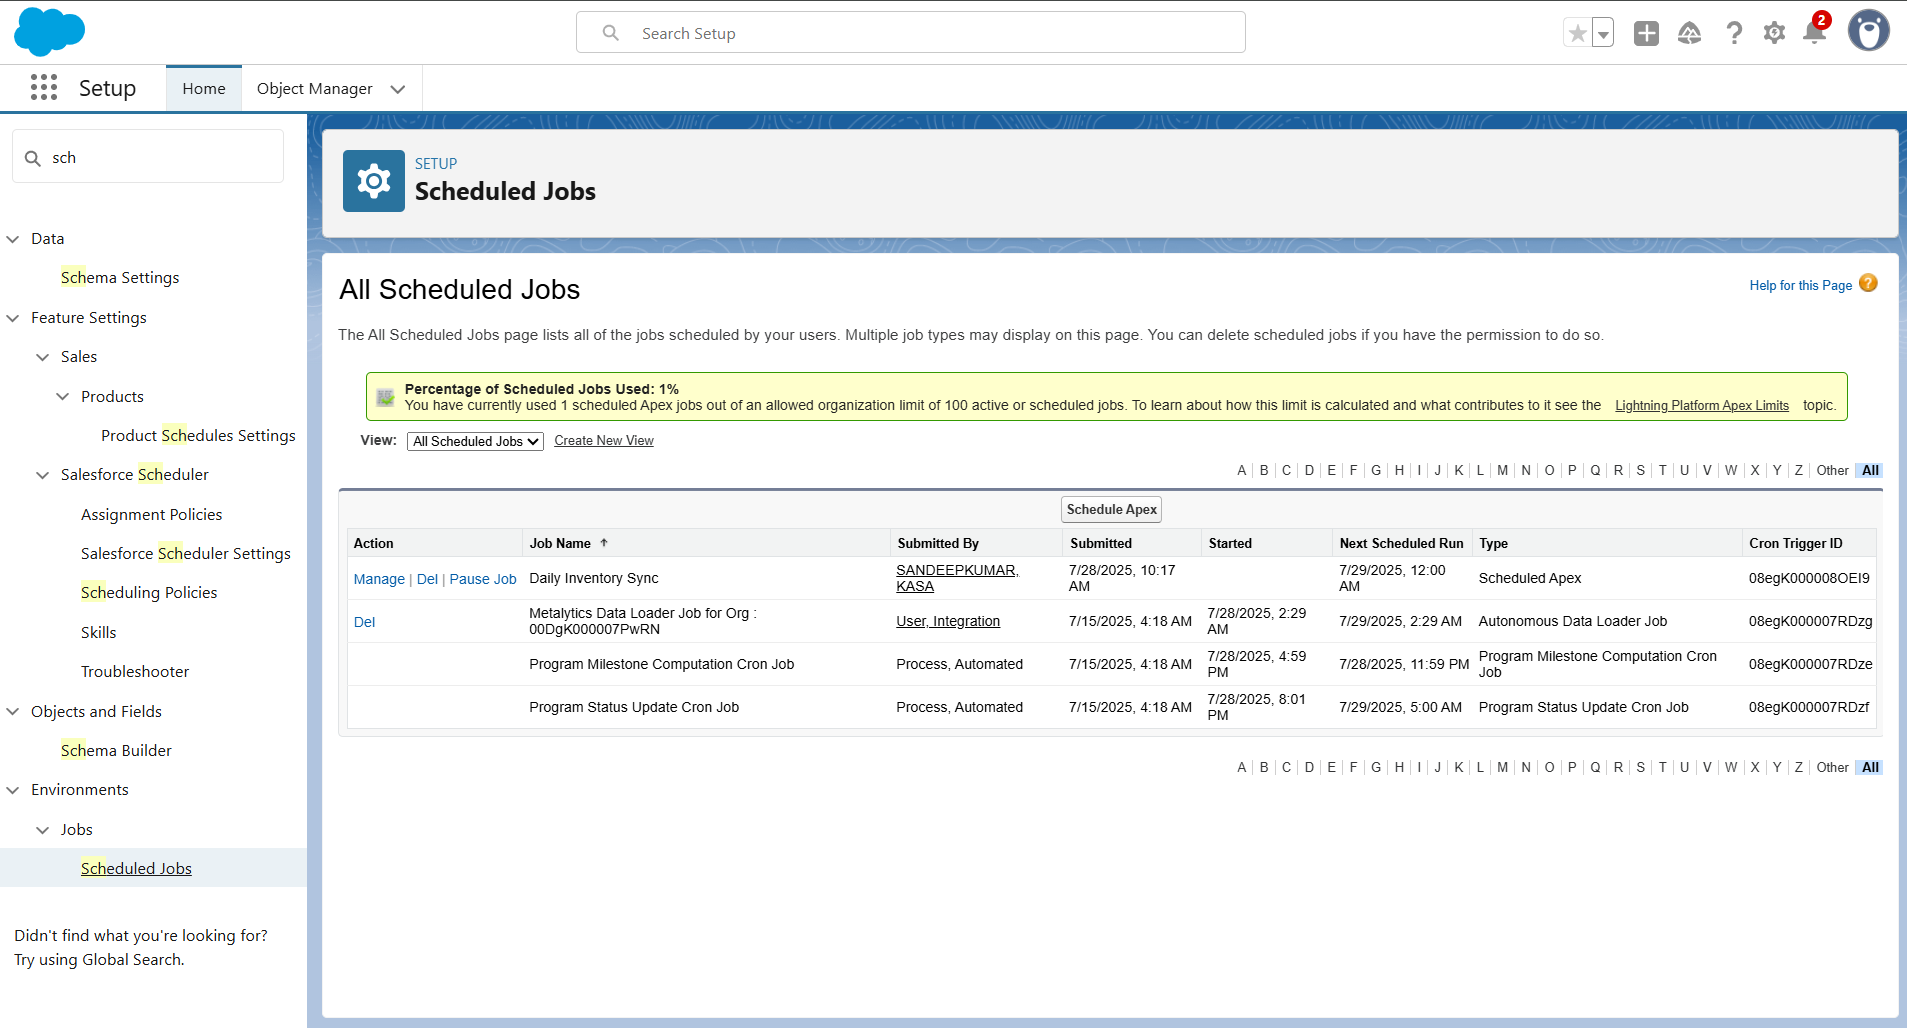 Search Setup
2
Setup
Home
Object Manager
sch
Data
Schema Settings
Feature Settings
Sales
Products
Product Schedules Settings
Salesforce Scheduler
Assignment Policies
Salesforce Scheduler Settings
Scheduling Policies
Skills
Troubleshooter
Objects and Fields
Schema Builder
Environments
Jobs
Scheduled Jobs
Didn't find what you're looking for?
Try using Global Search.
SETUP
Scheduled Jobs
All Scheduled Jobs
Help for this Page ?
The All Scheduled Jobs page lists all of the jobs scheduled by your users. Multiple job types may display on this page. You can delete scheduled jobs if you have the permission to do so.
Percentage of Scheduled Jobs Used: 1%
You have currently used 1 scheduled Apex jobs out of an allowed organization limit of 100 active or scheduled jobs. To learn about how this limit is calculated and what contributes to it see the Lightning Platform Apex Limits topic.
View: All Scheduled Jobs Create New View
A | B | C | D | E | F | G | H | I | J | K | L | M | N | O | P | Q | R | S | T | U | V | W | X | Y | Z | Other | All
Schedule Apex
Action Job Name Submitted By Submitted Started Next Scheduled Run Type Cron Trigger ID
Manage | Del | Pause Job Daily Inventory Sync SANDEEPKUMAR, KASA 7/28/2025, 10:17 AM 7/29/2025, 12:00 AM Scheduled Apex 08egK000008OEI9
Del Metalytics Data Loader Job for Org : 00DgK000007PwRN User, Integration 7/15/2025, 4:18 AM 7/28/2025, 2:29 AM 7/29/2025, 2:29 AM Autonomous Data Loader Job 08egK000007RDzg
Program Milestone Computation Cron Job Process, Automated 7/15/2025, 4:18 AM 7/28/2025, 4:59 PM 7/28/2025, 11:59 PM Program Milestone Computation Cron Job 08egK000007RDze
Program Status Update Cron Job Process, Automated 7/15/2025, 4:18 AM 7/28/2025, 8:01 PM 7/29/2025, 5:00 AM Program Status Update Cron Job 08egK000007RDzf
A | B | C | D | E | F | G | H | I | J | K | L | M | N | O | P | Q | R | S | T | U | V | W | X | Y | Z | Other | All